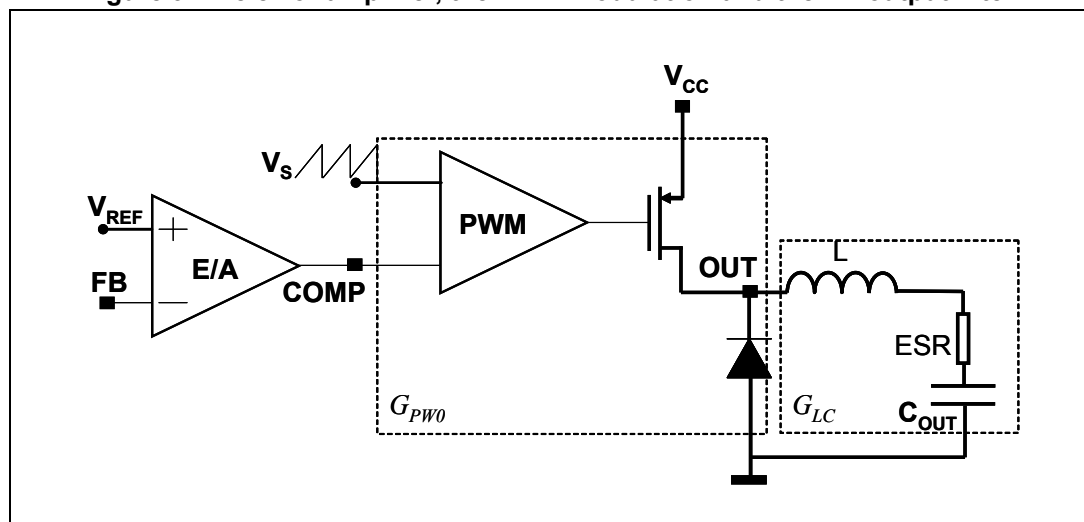 V_CC
V_S
V_REF
PWM
E/A
FB
COMP
OUT
L
ESR
G_PW0
G_LC
C_OUT